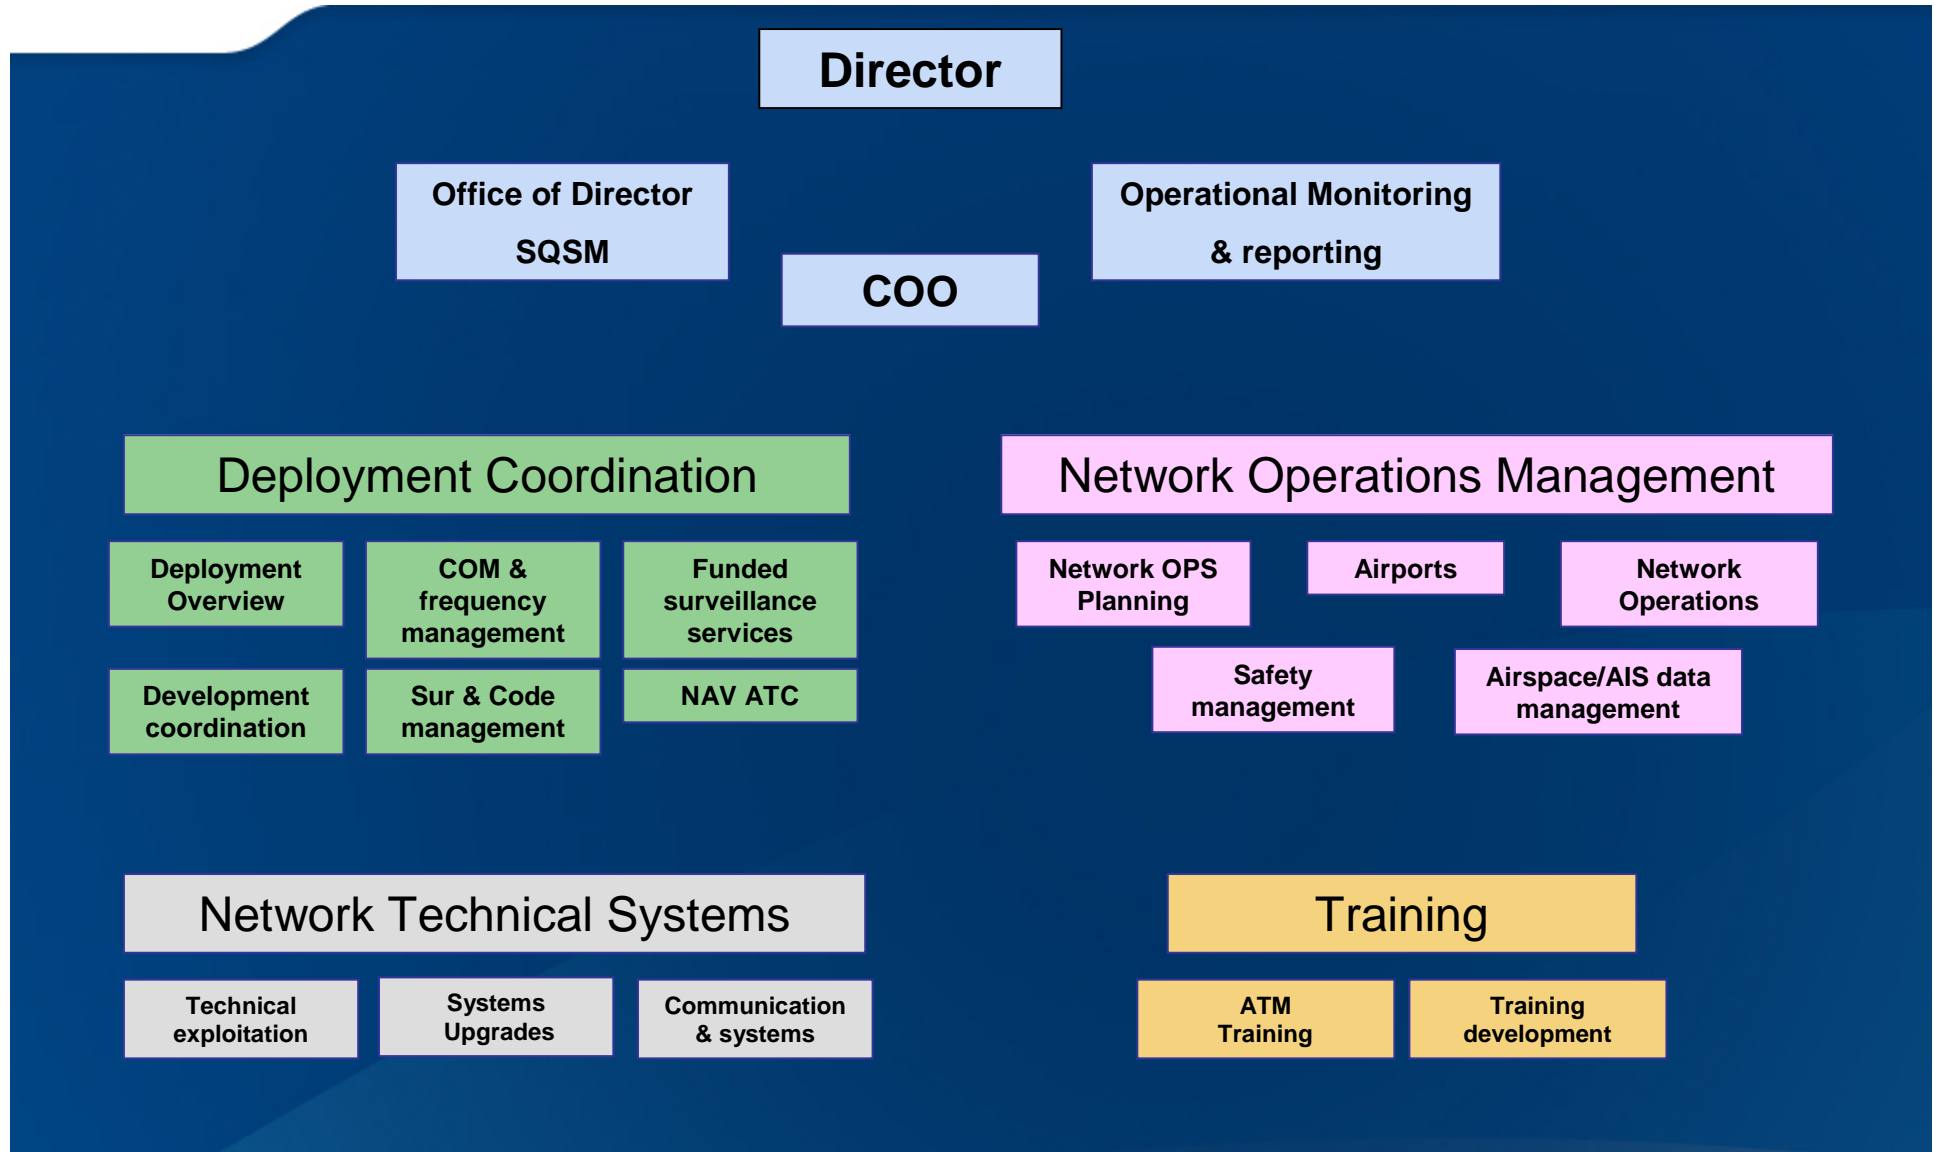 Director
Office of Director
SQSM
Operational Monitoring
& reporting
COO
Deployment Coordination
Deployment
Overview
COM &
frequency
management
Funded
surveillance
services
Development
coordination
Sur & Code
management
NAV ATC
Network Operations Management
Network OPS
Planning
Airports
Network
Operations
Safety
management
Airspace/AIS data
management
Network Technical Systems
Technical
exploitation
Systems
Upgrades
Communication
& systems
Training
ATM
Training
Training
development